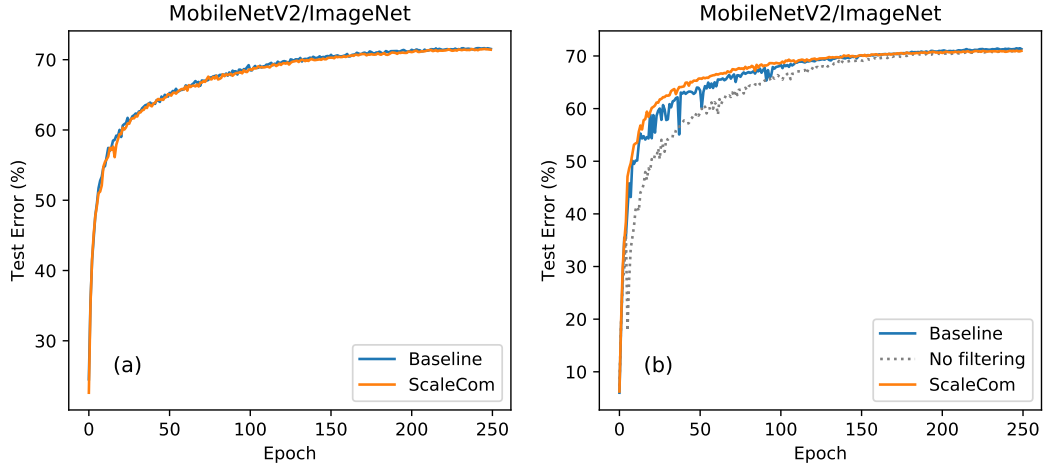 MobileNetV2/ImageNet
70
60
50
40
30
Test Error (%)
(a)
Baseline
ScaleCom
0
50
100
150
200
250
Epoch
MobileNetV2/ImageNet
70
60
50
40
30
20
10
Test Error (%)
(b)
Baseline
No filtering
ScaleCom
0
50
100
150
200
250
Epoch